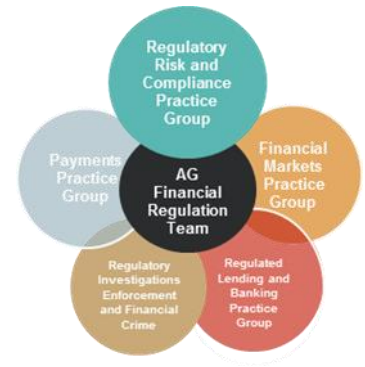 Regulatory
Risk and
Compliance
Practice
Group
Payments
Practice
Group
AG
Financial
Regulation
Team
Financial
Markets
Practice
Group
Regulatory
Investigations
Enforcement
and Financial
Crime
Regulated
Lending and
Banking
Practice
Group